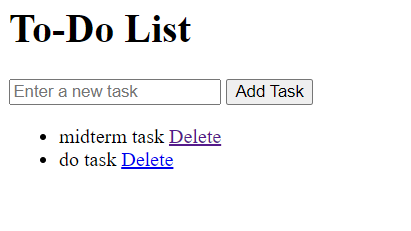 To-Do List
Enter a new task Add Task
midterm task Delete
do task Delete